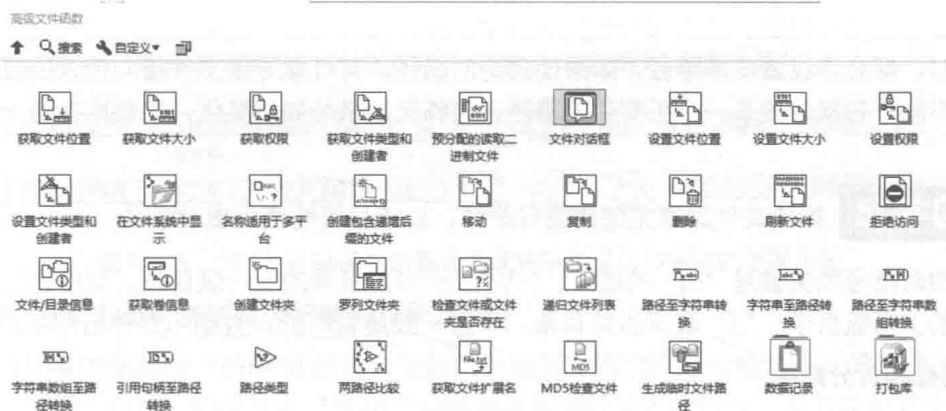 高级文件函数
搜索 自定义
获取文件位置 获取文件大小 获取权限 获取文件类型和创建者 预分配的读取二进制文件 文件对话框 设置文件位置 设置文件大小 设置权限
设置文件类型和创建者 在文件系统中显示 名称适用于多平台 创建包含递增后缀的文件 移动 复制 删除 刷新文件 拒绝访问
文件/目录信息 获取卷信息 创建文件夹 罗列文件夹 检查文件或文件夹是否存在 递归文件列表 路径至字符串转换 字符串至路径转换 路径至字符串数组转换
字符串数组至路径转换 引用句柄至路径转换 路径类型 两路径比较 获取文件扩展名 MD5检查文件 生成临时文件路径 数据记录 打包库